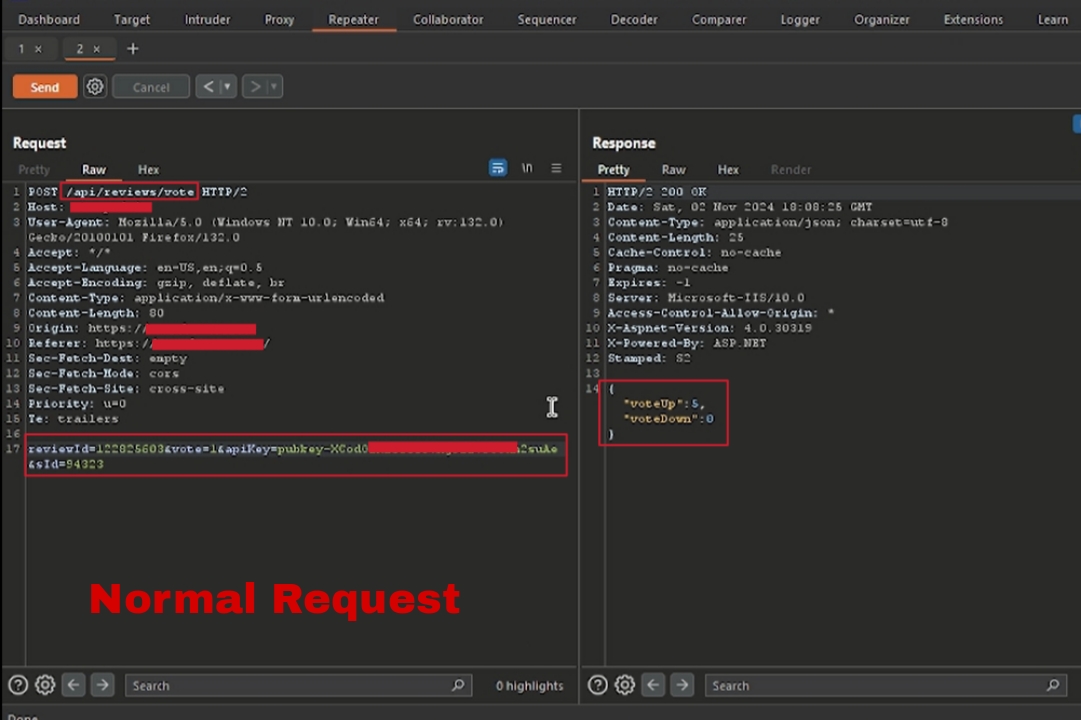 Dashboard Target Intruder Proxy Repeater Collaborator Sequencer Decoder Comparer Logger Organizer Extensions Learn
1 × 2 × +
Send Cancel < >
Request
Pretty Raw Hex \n
1 POST /api/reviews/vote HTTP/2
2 Host:
3 User-Agent: Mozilla/5.0 (Windows NT 10.0; Win64; x64; rv:132.0)
Gecko/20100101 Firefox/132.0
4 Accept: */*
5 Accept-Language: en-US,en;q=0.5
6 Accept-Encoding: gzip, deflate, br
7 Content-Type: application/x-www-form-urlencoded
8 Content-Length: 80
9 Origin: https://
10 Referer: https:// /
11 Sec-Fetch-Dest: empty
12 Sec-Fetch-Mode: cors
13 Sec-Fetch-Site: cross-site
14 Priority: u=0
15 Te: trailers
16
17 reviewId=122825603&vote=1&apiKey=pubkey-XCod0 2suAe
&sId=94323
Normal Request
Search 0 highlights
Response
Pretty Raw Hex Render
1 HTTP/2 200 OK
2 Date: Sat, 02 Nov 2024 18:08:25 GMT
3 Content-Type: application/json; charset=utf-8
4 Content-Length: 25
5 Cache-Control: no-cache
6 Pragma: no-cache
7 Expires: -1
8 Server: Microsoft-IIS/10.0
9 Access-Control-Allow-Origin: *
10 X-Aspnet-Version: 4.0.30319
11 X-Powered-By: ASP.NET
12 Stamped: S2
13
14 {
"voteUp":5,
"voteDown":0
}
Search
Done